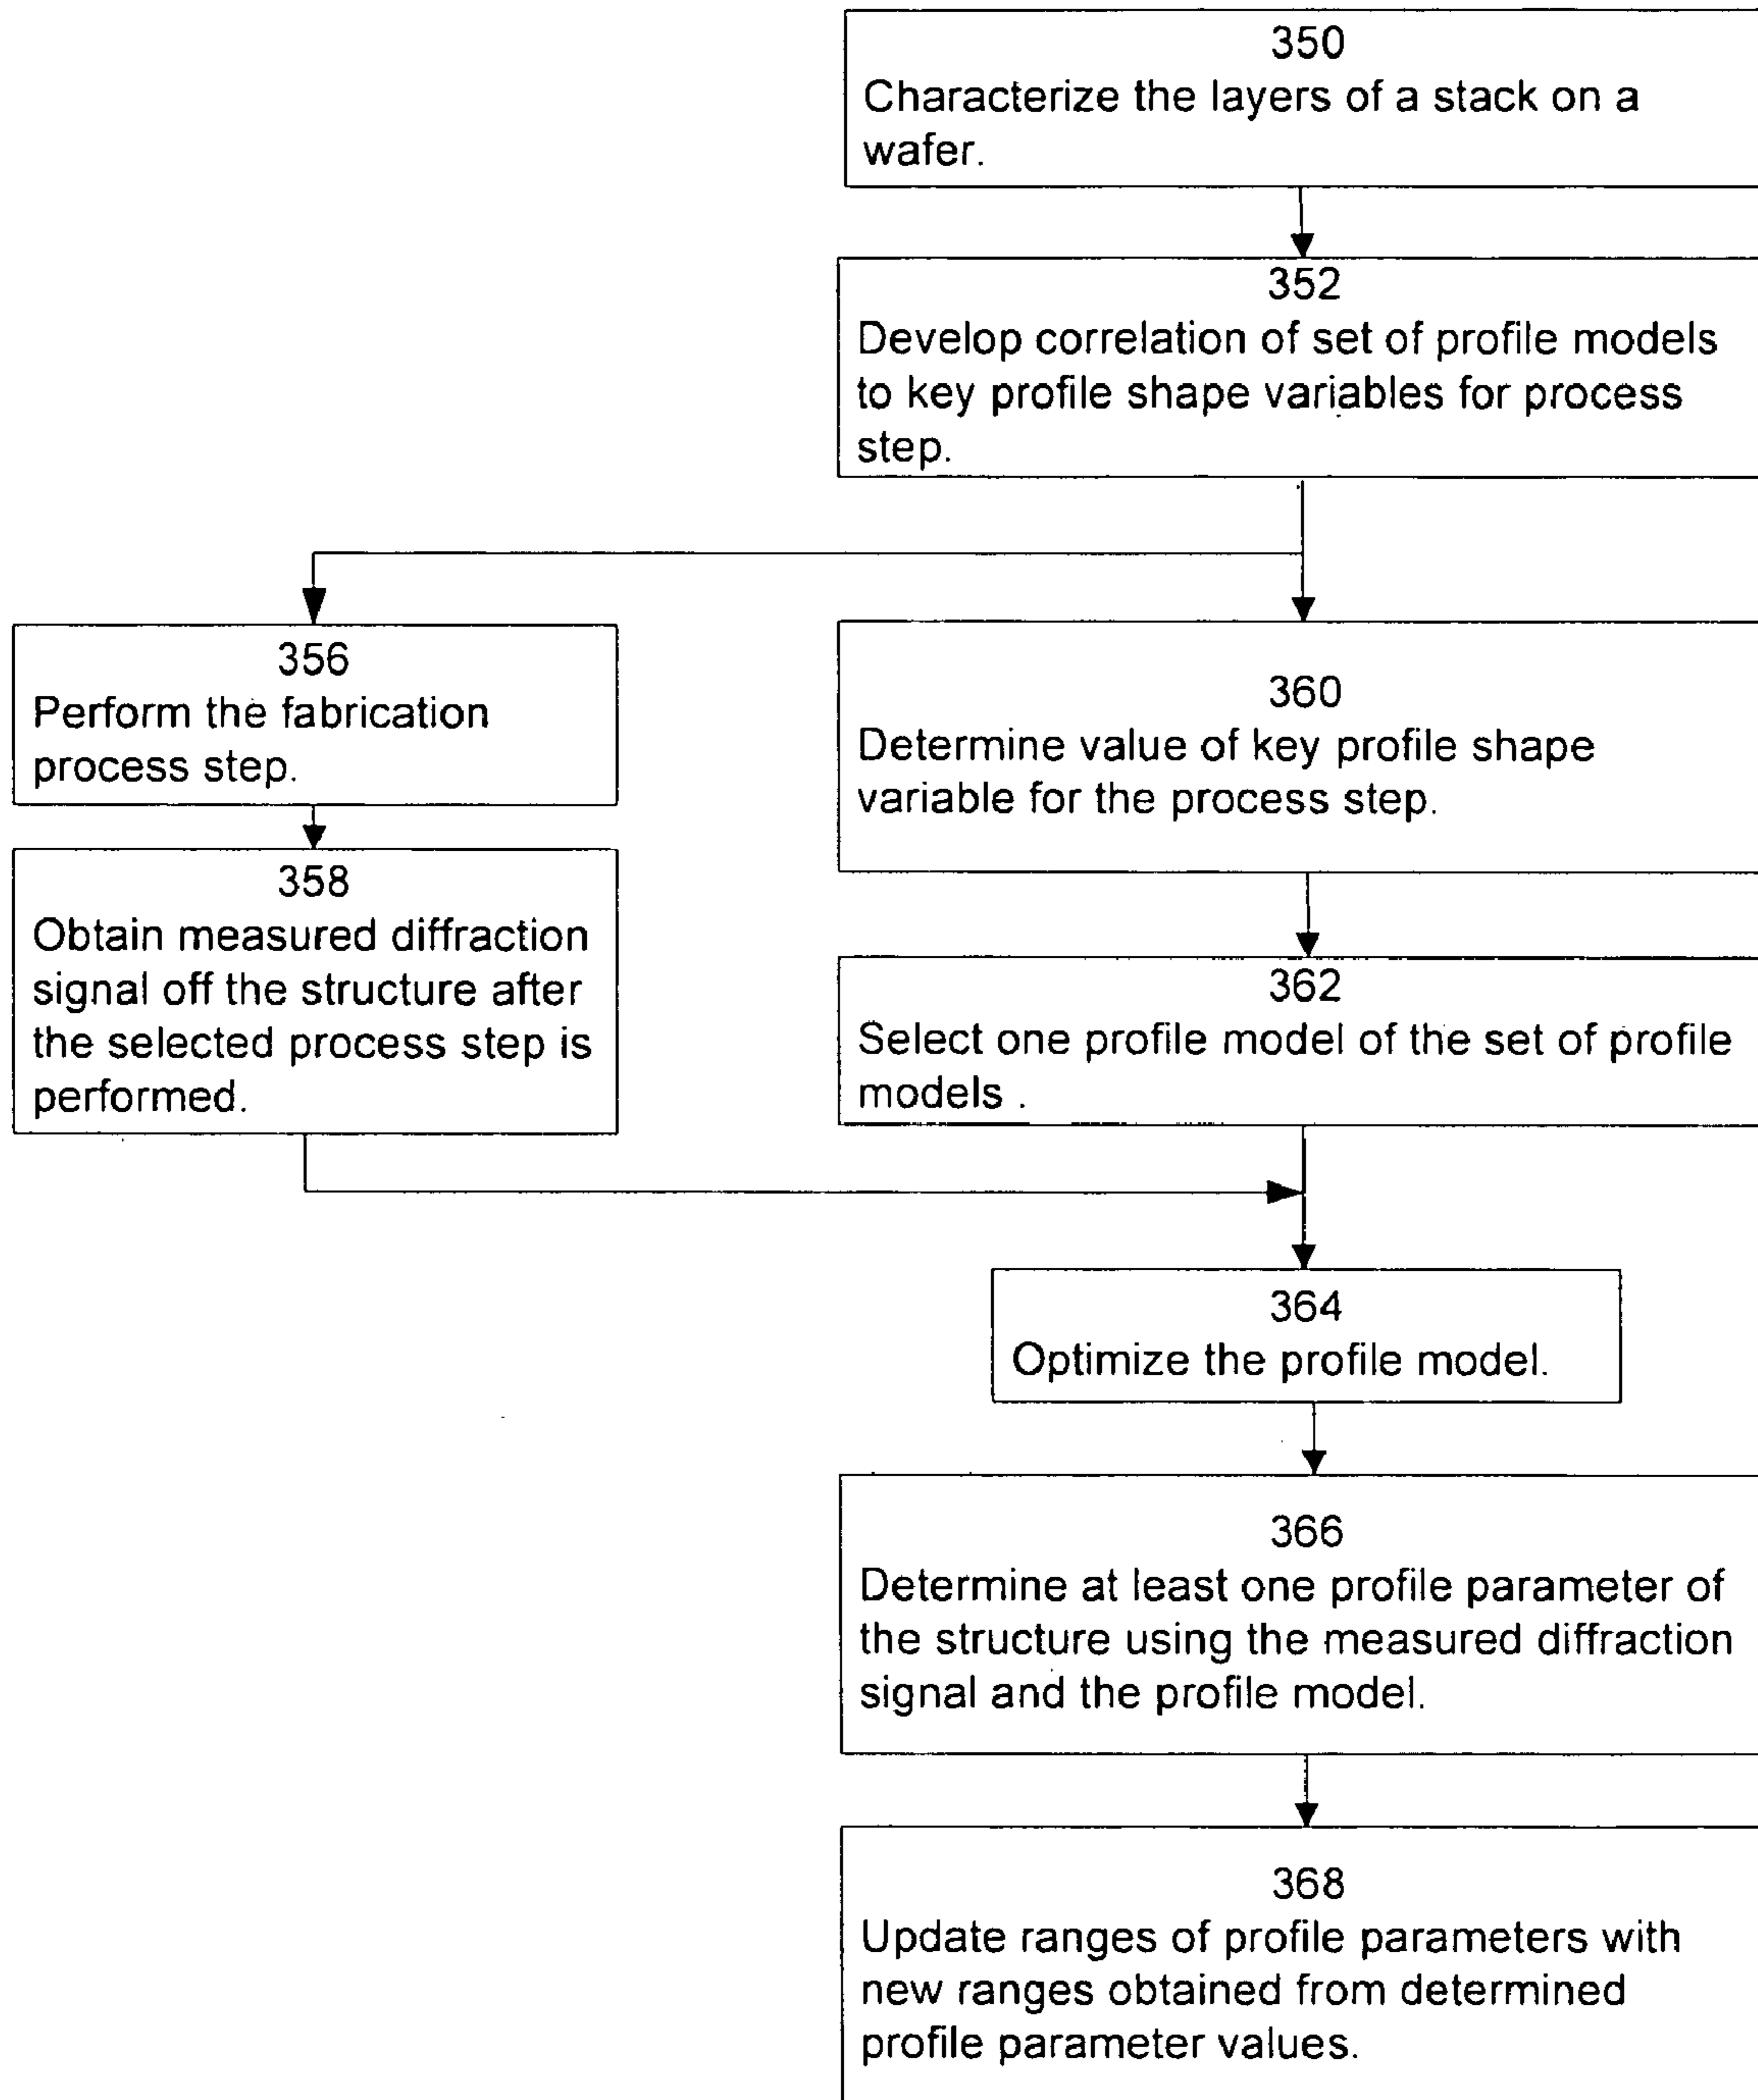 350
Characterize the layers of a stack on a
wafer.
352
Develop correlation of set of profile models
to key profile shape variables for process
step.
356
Perform the fabrication
process step.
358
Obtain measured diffraction
signal off the structure after
the selected process step is
performed.
360
Determine value of key profile shape
variable for the process step.
362
Select one profile model of the set of profile
models .
364
Optimize the profile model.
366
Determine at least one profile parameter of
the structure using the measured diffraction
signal and the profile model.
368
Update ranges of profile parameters with
new ranges obtained from determined
profile parameter values.